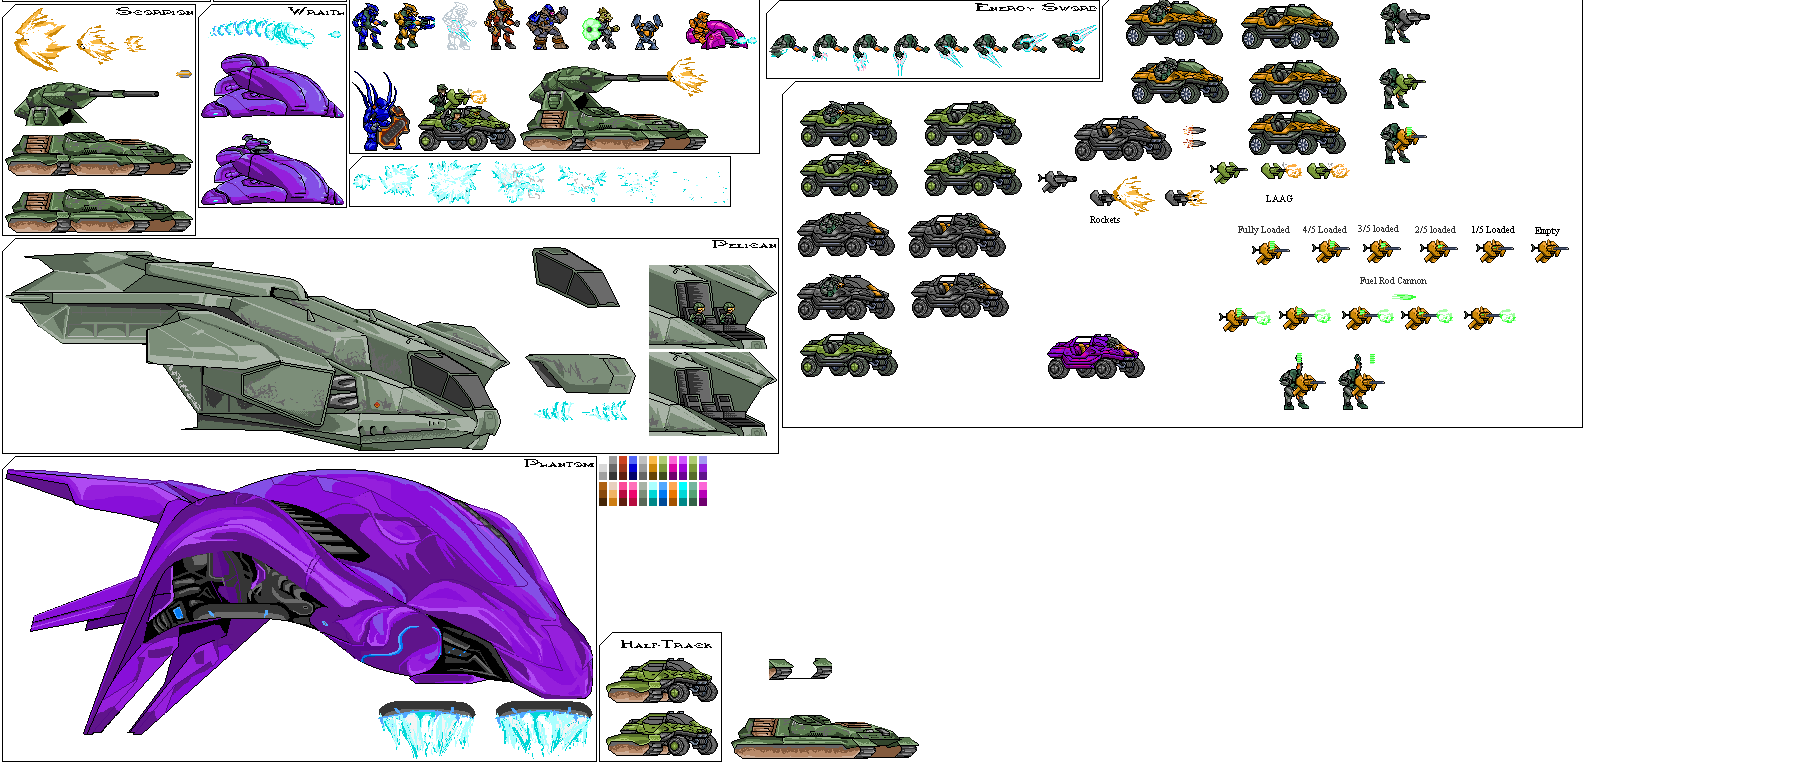 Scorpion
Wraith
Energy Sword
Rockets
LAAG
Fully Loaded
4/5 Loaded
3/5 loaded
2/5 loaded
1/5 Loaded
Empty
Pelican
Fuel Rod Cannon
Phantom
Half-Track